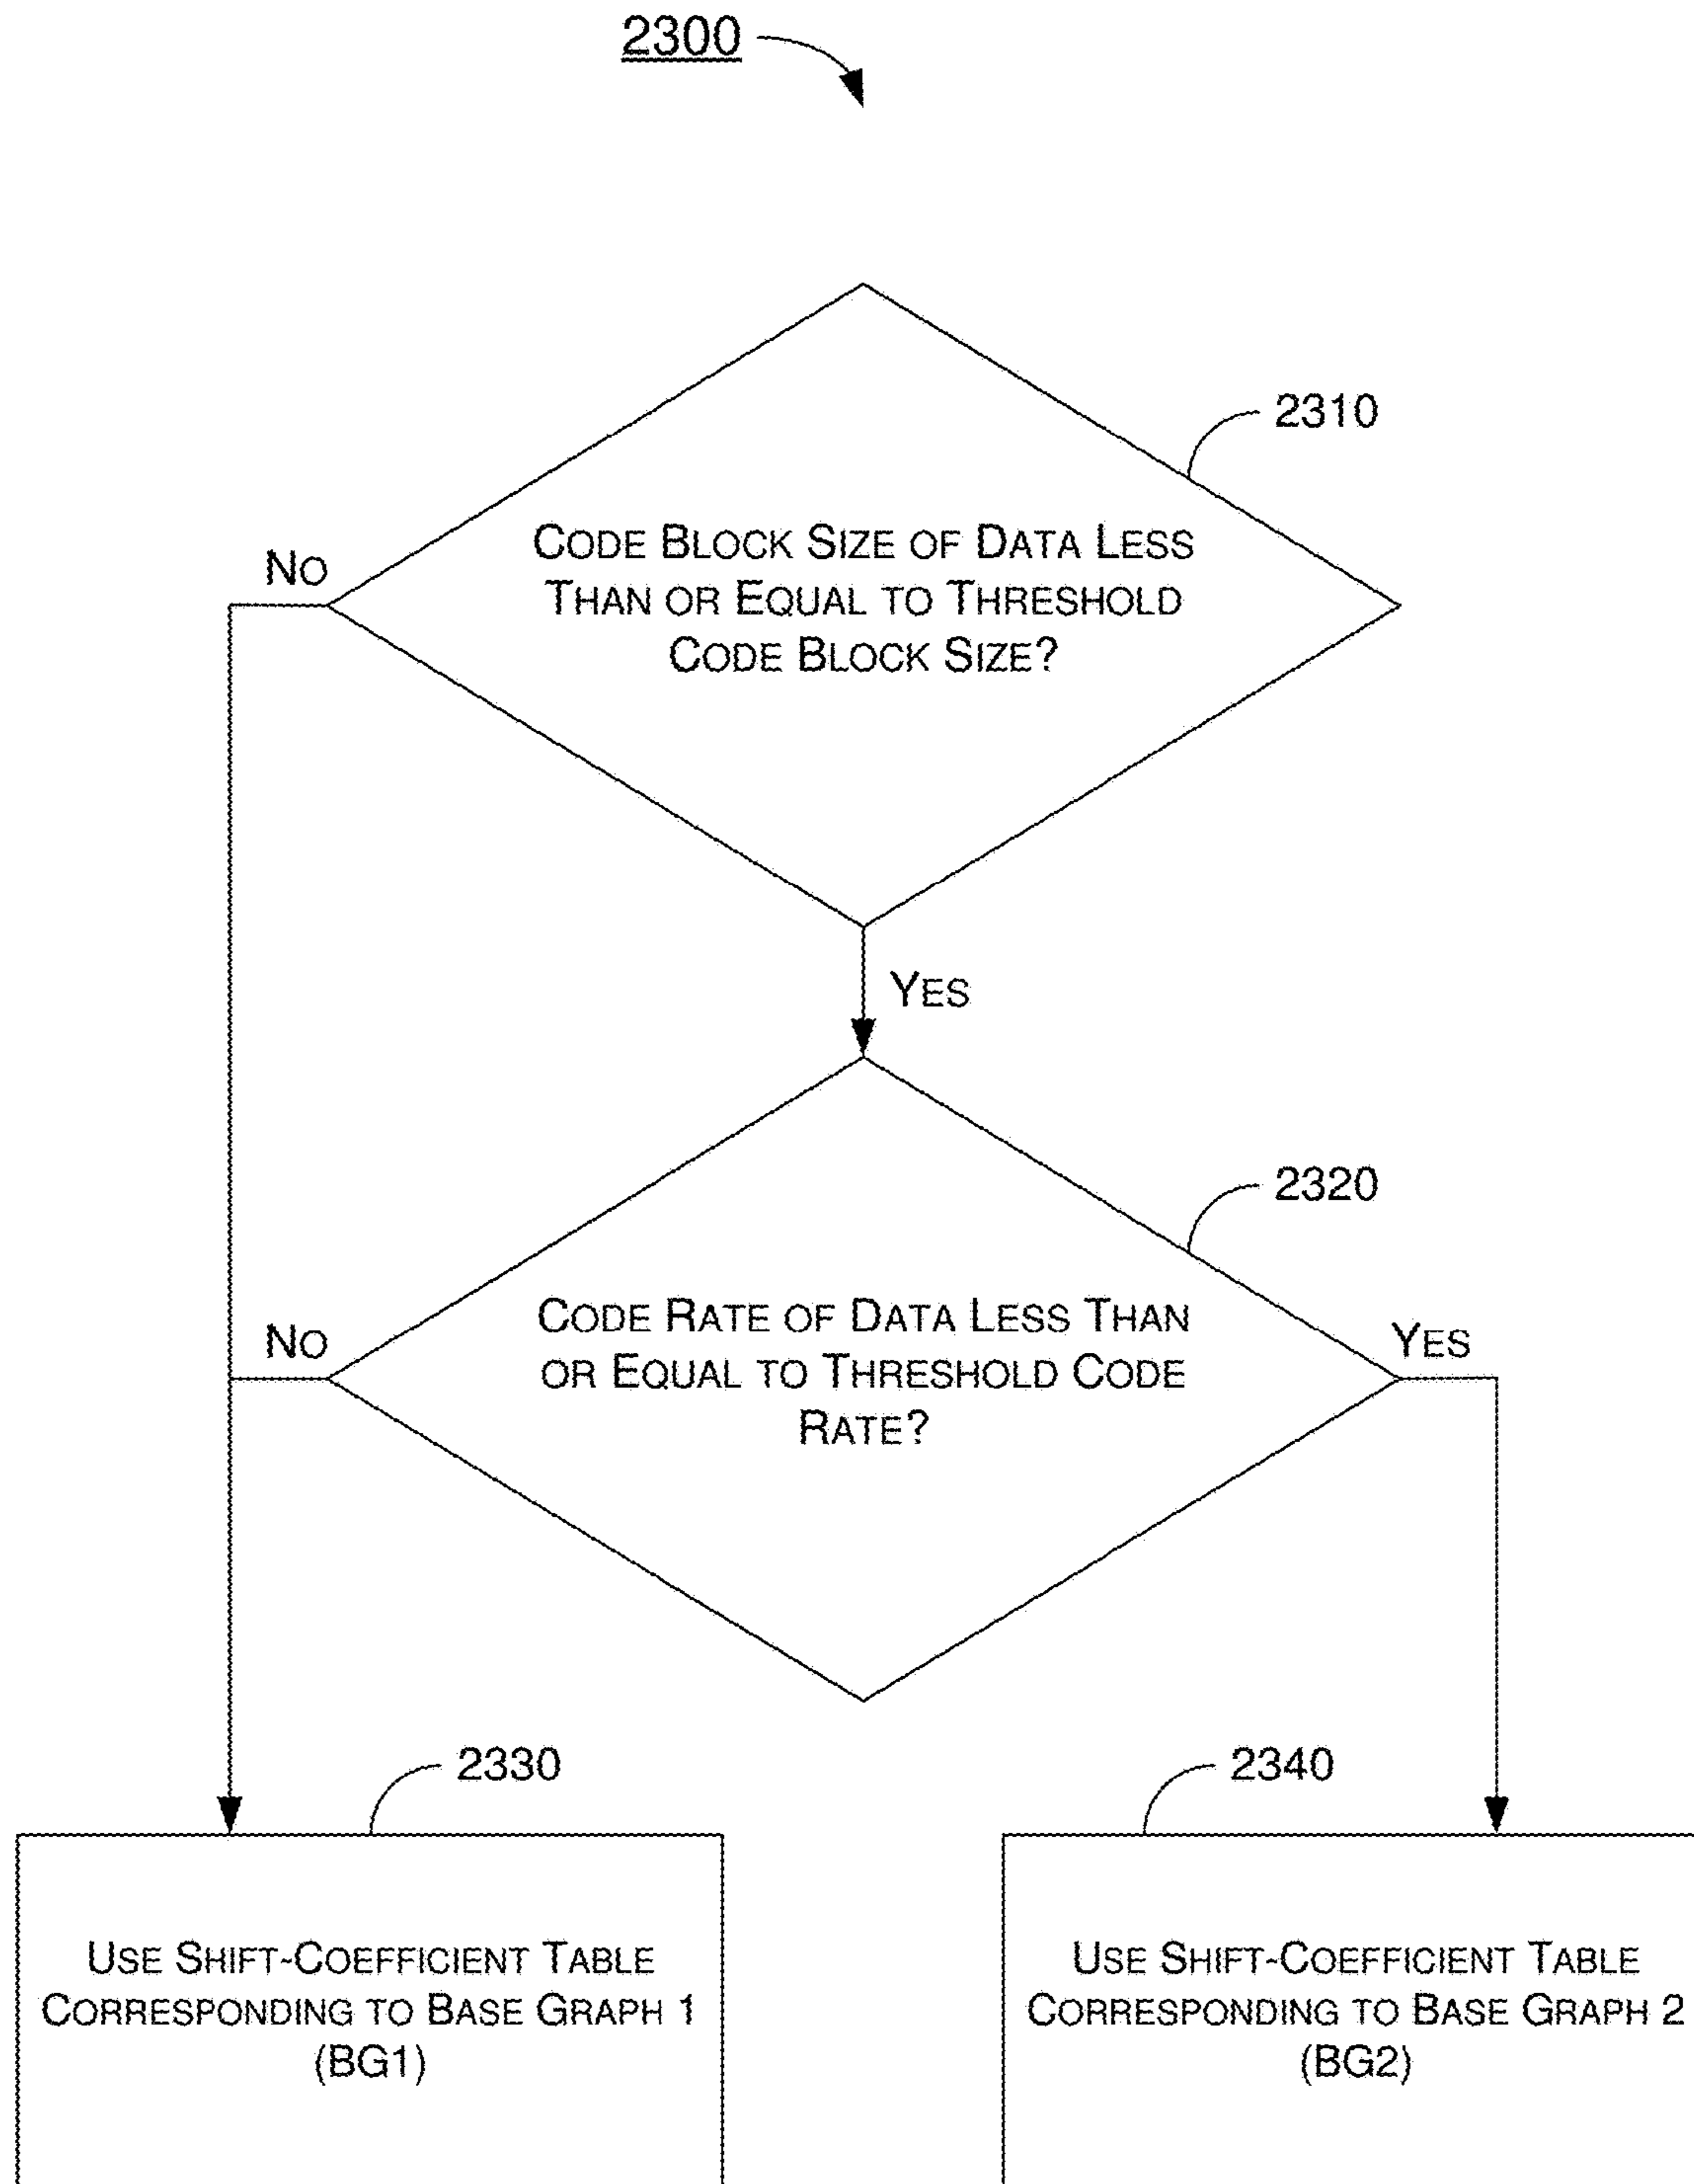 2300
2310
CODE BLOCK SIZE OF DATA LESS
THAN OR EQUAL TO THRESHOLD
CODE BLOCK SIZE?
NO
YES
2320
CODE RATE OF DATA LESS THAN
OR EQUAL TO THRESHOLD CODE
RATE?
NO
YES
2330
2340
USE SHIFT-COEFFICIENT TABLE
CORRESPONDING TO BASE GRAPH 1
(BG1)
USE SHIFT-COEFFICIENT TABLE
CORRESPONDING TO BASE GRAPH 2
(BG2)